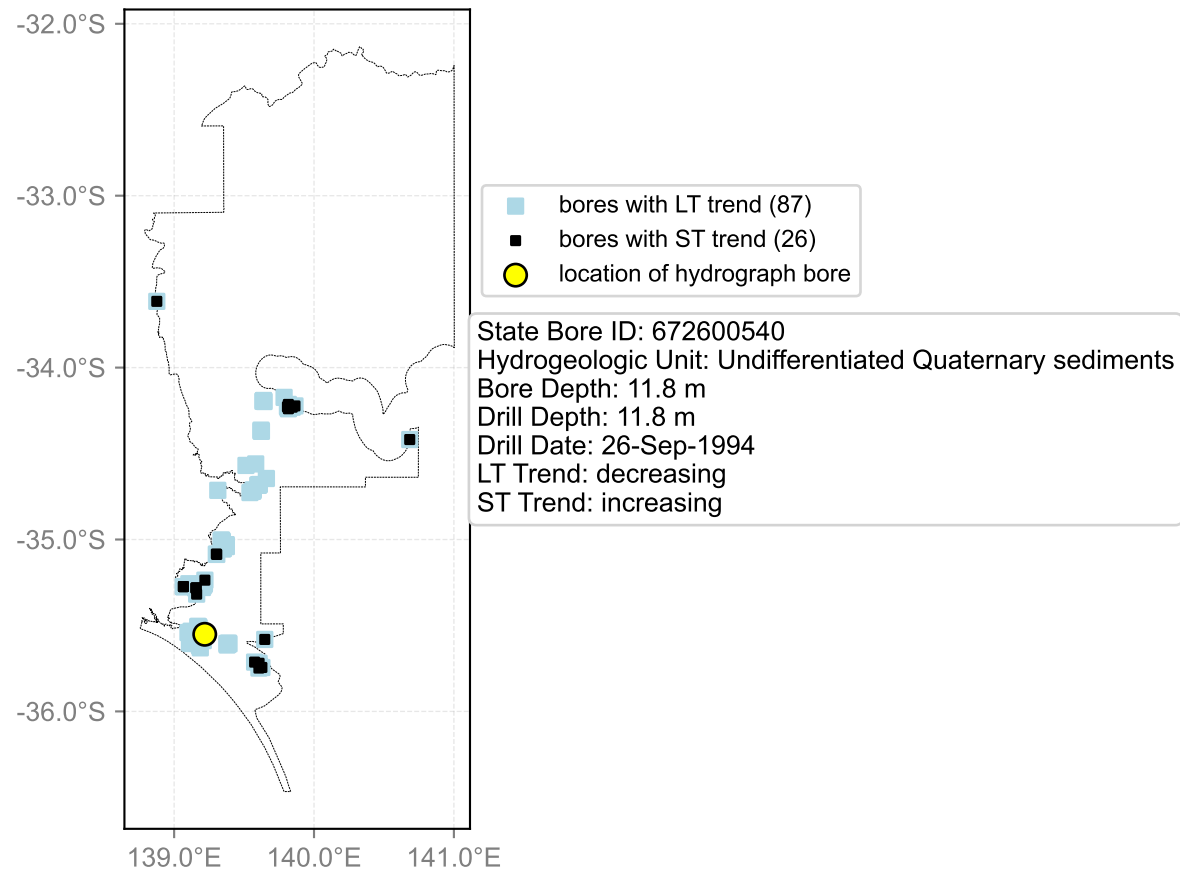 -32.0°S
-33.0°S
-34.0°S
-35.0°S
-36.0°S
139.0°E
140.0°E
141.0°E
bores with LT trend (87)
bores with ST trend (26)
location of hydrograph bore
State Bore ID: 672600540
Hydrogeologic Unit: Undifferentiated Quaternary sediments
Bore Depth: 11.8 m
Drill Depth: 11.8 m
Drill Date: 26-Sep-1994
LT Trend: decreasing
ST Trend: increasing